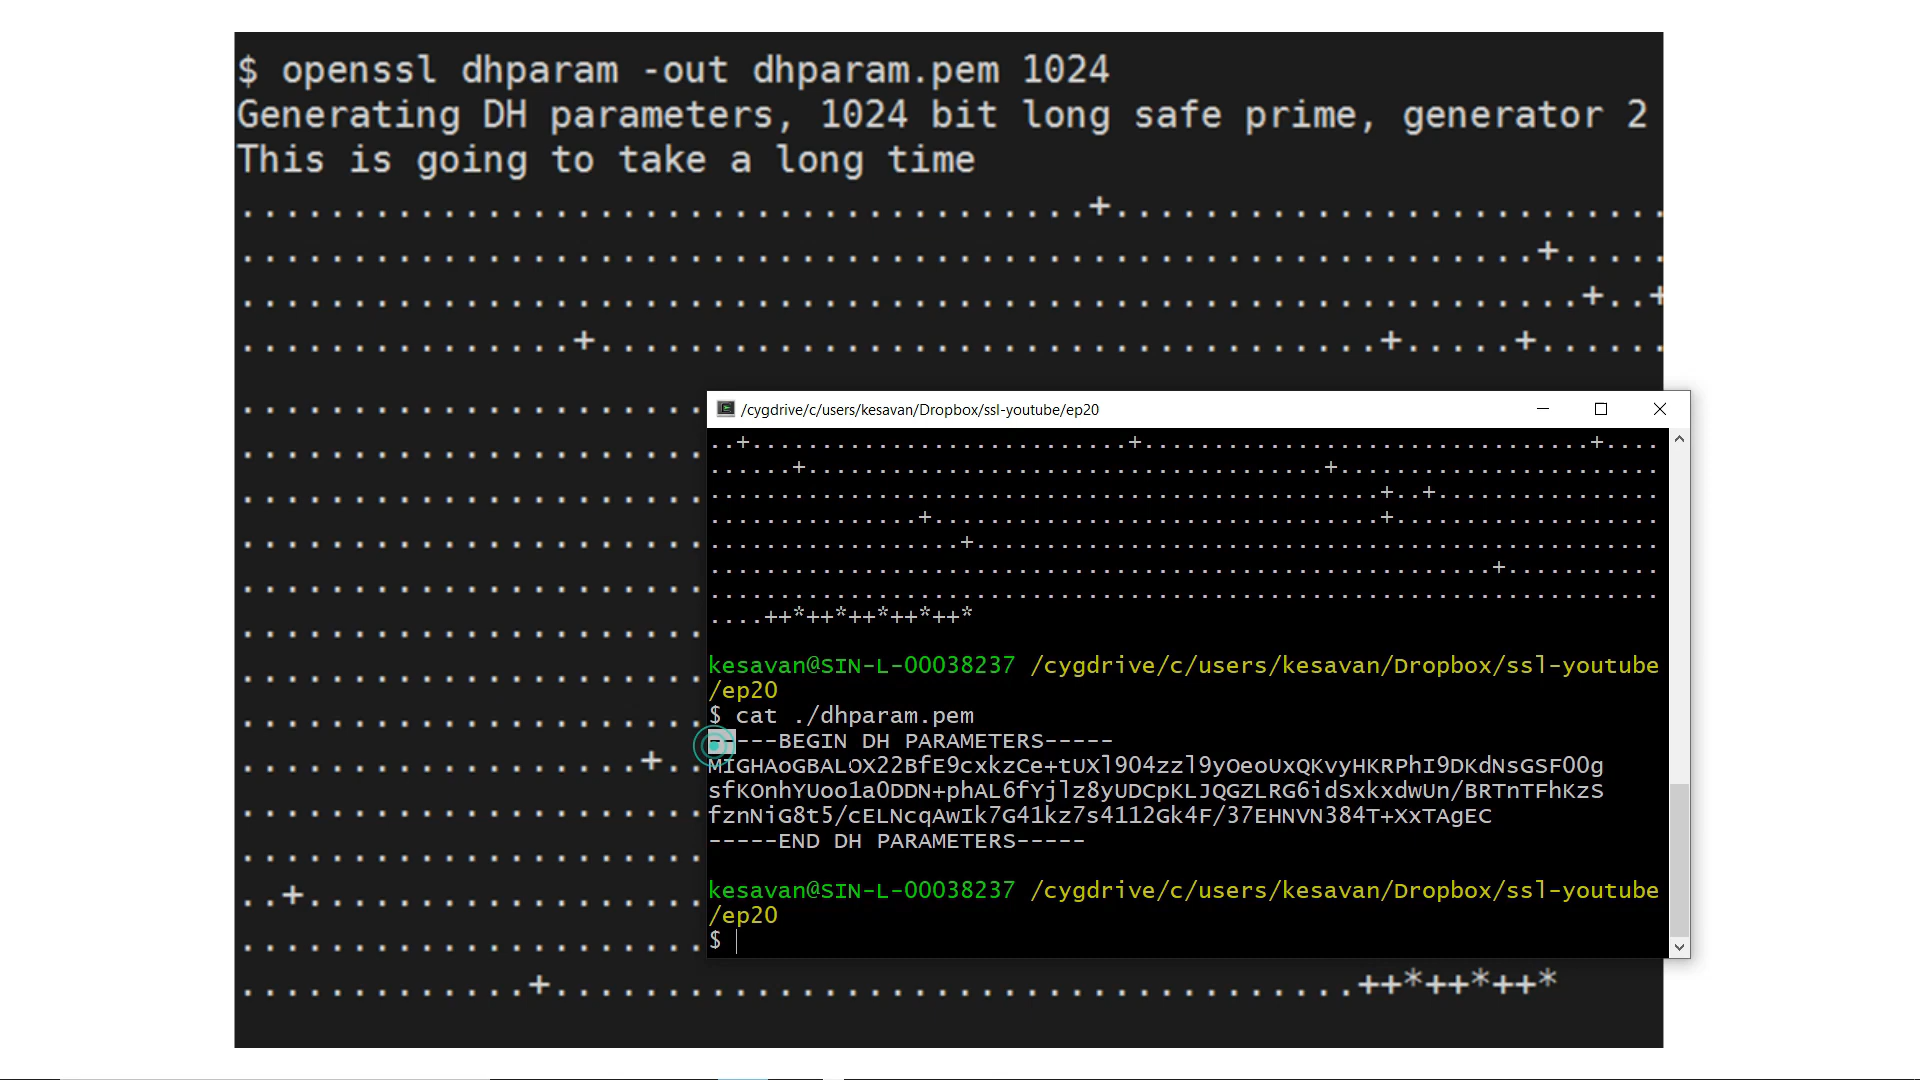 $ openssl dhparam -out dhparam.pem 1024
Generating DH parameters, 1024 bit long safe prime, generator 2
This is going to take a long time
/cygdrive/c/users/kesavan/Dropbox/ssl-youtube/ep20
....++*++*++*++*++*
kesavan@SIN-L-00038237 /cygdrive/c/users/kesavan/Dropbox/ssl-youtube
/ep20
$ cat ./dhparam.pem
-----BEGIN DH PARAMETERS-----
MIGHAoGBALOX22BfE9cxkzCe+tUXl9O4zzl9yOeoUxQKvyHKRPhI9DKdNsGSFO0g
sfKOnhYUoo1a0DDN+phAL6fYjlz8yUDCpKLJQGZLRG6idSxkxdwUn/BRTnTFhKzS
fznNiG8t5/cELNcqAwIk7G41kz7s4112Gk4F/37EHNVN384T+XxTAgEC
-----END DH PARAMETERS-----
kesavan@SIN-L-00038237 /cygdrive/c/users/kesavan/Dropbox/ssl-youtube
/ep20
$